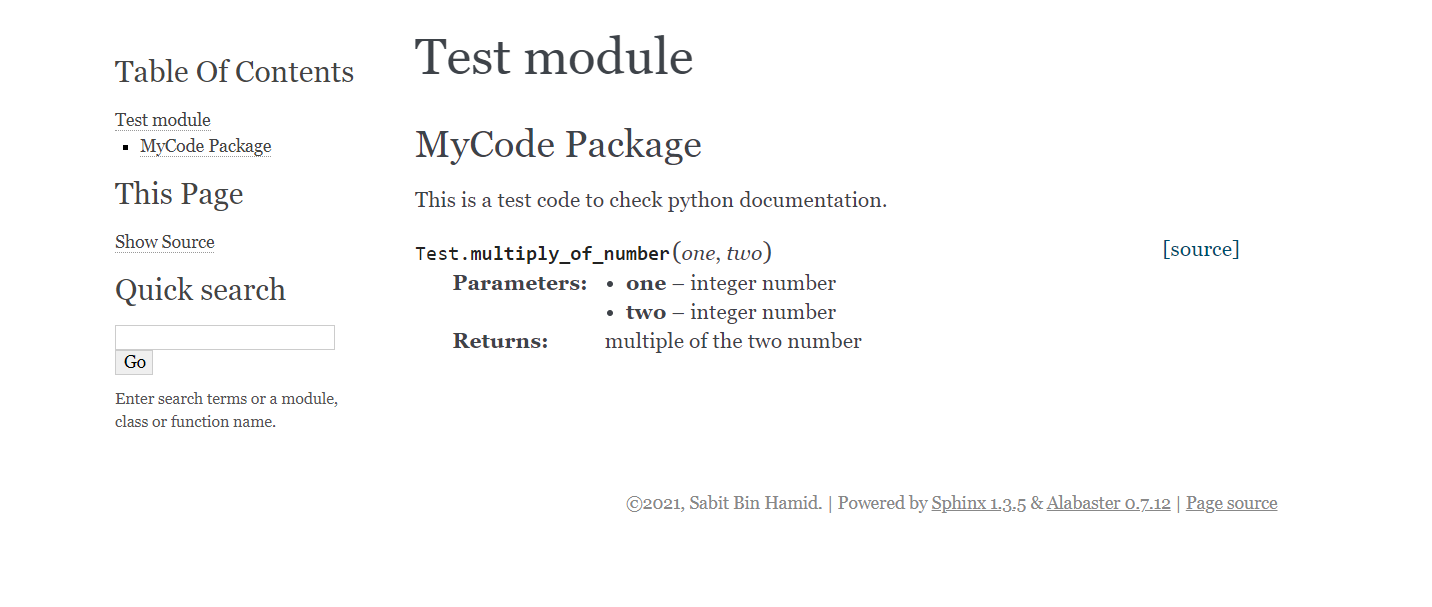 Table Of Contents
Test module
MyCode Package
This Page
Show Source
Quick search
Go
Enter search terms or a module,
class or function name.
Test module
MyCode Package
This is a test code to check python documentation.
Test.multiply_of_number(one, two) [source]
Parameters: • one – integer number
• two – integer number
Returns: multiple of the two number
©2021, Sabit Bin Hamid. | Powered by Sphinx 1.3.5 & Alabaster 0.7.12 | Page source